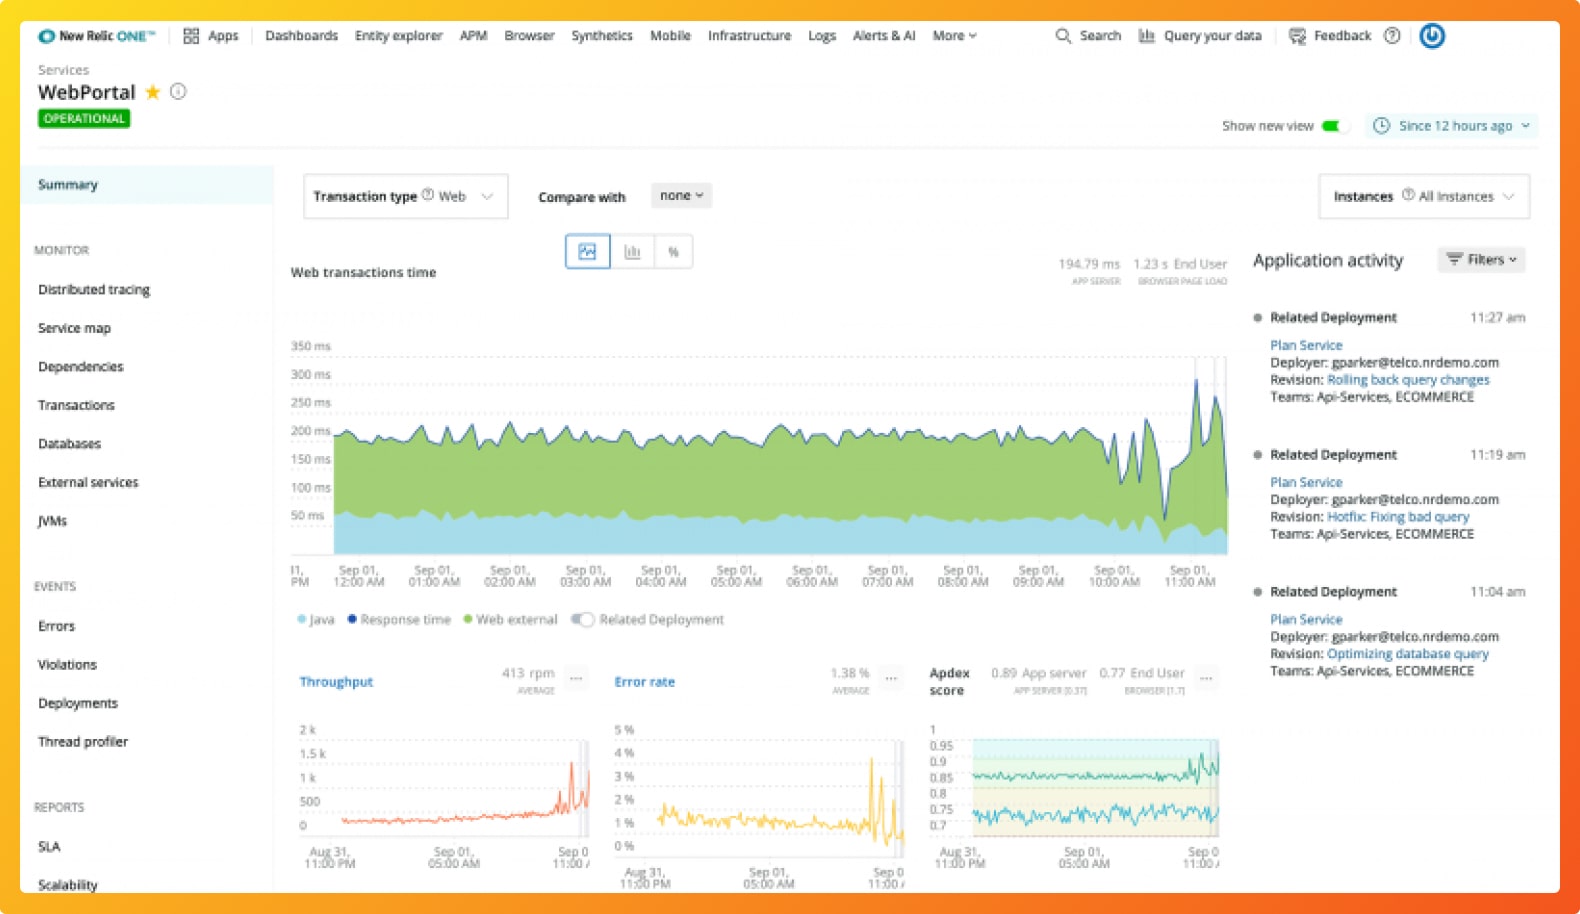 New Relic ONE™ Apps Dashboards Entity explorer APM Browser Synthetics Mobile Infrastructure Logs Alerts & AI More Search Query your data Feedback
Services
WebPortal
OPERATIONAL
Show new view Since 12 hours ago
Summary
MONITOR
Distributed tracing
Service map
Dependencies
Transactions
Databases
External services
JVMs
EVENTS
Errors
Violations
Deployments
Thread profiler
REPORTS
SLA
Scalability
Transaction type ? Web
Compare with none
Instances ? All Instances
%
Web transactions time
194.79 ms 1.23 s End User
APP SERVER BROWSER PAGE LOAD
350 ms
300 ms
250 ms
200 ms
150 ms
100 ms
50 ms
11, Sep 01, Sep 01, Sep 01, Sep 01, Sep 01, Sep 01, Sep 01, Sep 01, Sep 01, Sep 01, Sep 01, Sep 01,
PM 12:00 AM 01:00 AM 02:00 AM 03:00 AM 04:00 AM 05:00 AM 06:00 AM 07:00 AM 08:00 AM 09:00 AM 10:00 AM 11:00 AM
Java Response time Web external Related Deployment
Throughput
413 rpm
AVERAGE
2 k
1.5 k
1 k
500
0
Aug 31, Sep 01, Sep 0
11:00 PM 05:00 AM 11:00 A
Error rate
1.38 %
AVERAGE
5 %
4 %
3 %
2 %
1 %
0 %
Aug 31, Sep 01, Sep 0
11:00 PM 05:00 AM 11:00 A
Apdex
score
0.89 App server 0.77 End User
APP SERVER [0.37] BROWSER [1.7]
1
0.95
0.9
0.85
0.8
0.75
0.7
Aug 31, Sep 01, Sep 0
11:00 PM 05:00 AM 11:00 A
Application activity Filters
Related Deployment 11:27 am
Plan Service
Deployer: gparker@telco.nrdemo.com
Revision: Rolling back query changes
Teams: Api-Services, ECOMMERCE
Related Deployment 11:19 am
Plan Service
Deployer: gparker@telco.nrdemo.com
Revision: Hotfix: Fixing bad query
Teams: Api-Services, ECOMMERCE
Related Deployment 11:04 am
Plan Service
Deployer: gparker@telco.nrdemo.com
Revision: Optimizing database query
Teams: Api-Services, ECOMMERCE